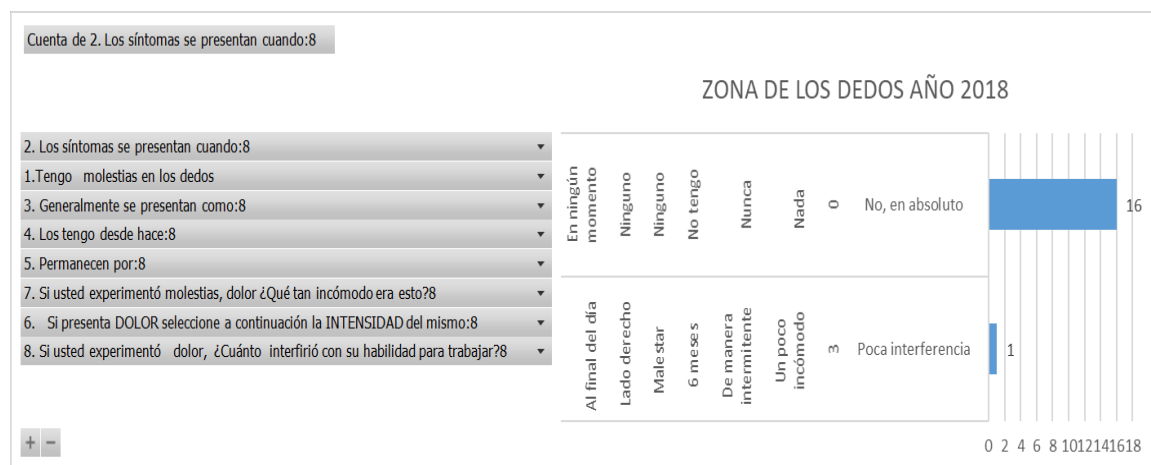 Cuenta de 2. Los síntomas se presentan cuando:8
ZONA DE LOS DEDOS AÑO 2018
2. Los síntomas se presentan cuando:8
1.Tengo molestias en los dedos
3. Generalmente se presentan como:8
4. Los tengo desde hace:8
5. Permanecen por:8
7. Si usted experimentó molestias, dolor ¿Qué tan incómodo era esto?8
6. Si presenta DOLOR seleccione a continuación la INTENSIDAD del mismo:8
8. Si usted experimentó dolor, ¿Cuánto interfirió con su habilidad para trabajar?8
En ningún
momento
Ninguno
Ninguno
No tengo
Nunca
Nada
0
No, en absoluto
16
Al final del día
Lado derecho
Malestar
6 meses
De manera
intermitente
Un poco
incómodo
3
Poca interferencia
1
+ -
0 2 4 6 8 10 12 14 16 18